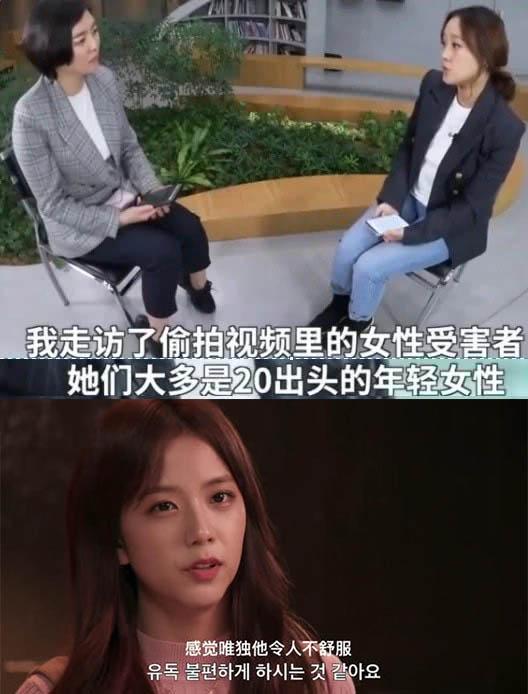 我走访了偷拍视频里的女性受害者
她们大多是20出头的年轻女性
感觉唯独他令人不舒服
유독 불편하게 하시는 것 같아요